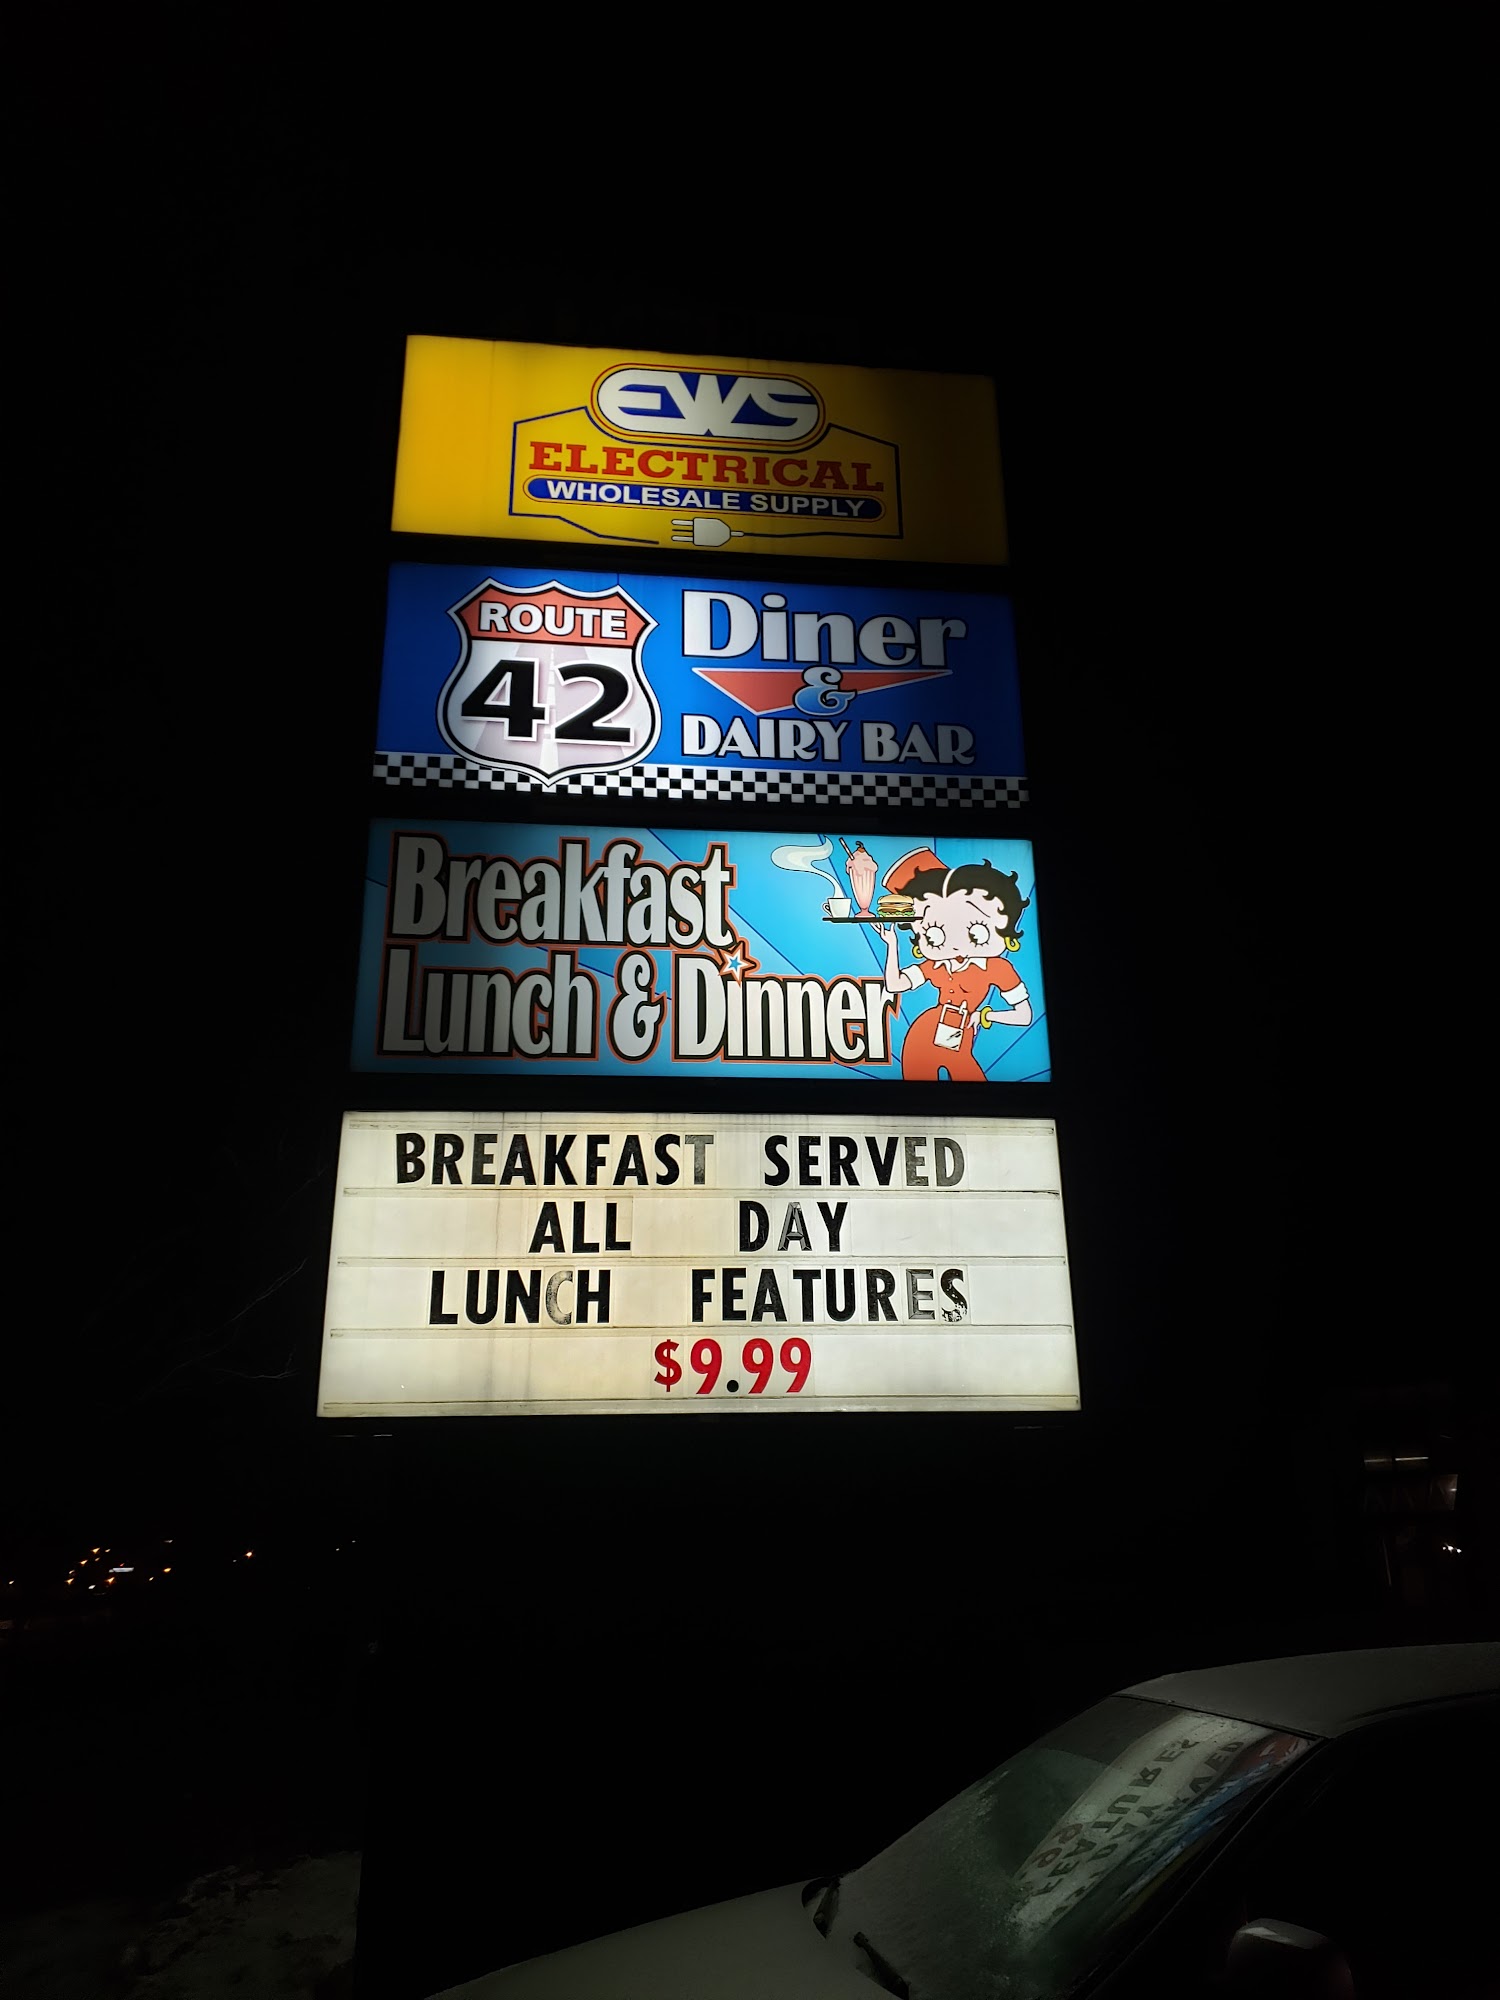 EWS
ELECTRICAL
WHOLESALE SUPPLY
ROUTE
42
Diner
&
DAIRY BAR
Breakfast
Lunch & Dinner
BREAKFAST SERVED
ALL DAY
LUNCH FEATURES
$9.99